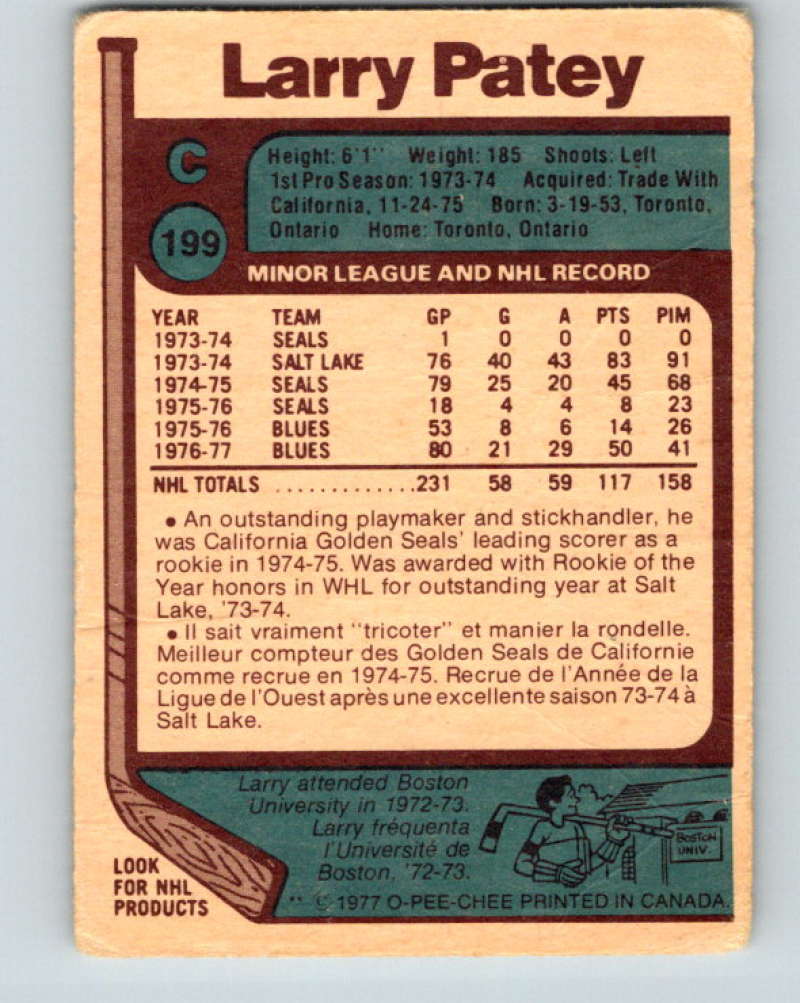 Larry Patey
C
Height: 6'1" Weight: 185 Shoots: Left
1st Pro Season: 1973-74 Acquired: Trade With
California, 11-24-75 Born: 3-19-53, Toronto,
Ontario Home: Toronto, Ontario
199
MINOR LEAGUE AND NHL RECORD
YEAR TEAM GP G A PTS PIM
1973-74 SEALS 1 0 0 0 0
1973-74 SALT LAKE 76 40 43 83 91
1974-75 SEALS 79 25 20 45 68
1975-76 SEALS 18 4 4 8 23
1975-76 BLUES 53 8 6 14 26
1976-77 BLUES 80 21 29 50 41
NHL TOTALS ..............231 58 59 117 158
• An outstanding playmaker and stickhandler, he
was California Golden Seals' leading scorer as a
rookie in 1974-75. Was awarded with Rookie of the
Year honors in WHL for outstanding year at Salt
Lake, '73-74.
• Il sait vraiment "tricoter" et manier la rondelle.
Meilleur compteur des Golden Seals de Californie
comme recrue en 1974-75. Recrue de l'Année de la
Ligue de l'Ouest après une excellente saison 73-74 à
Salt Lake.
Larry attended Boston
University in 1972-73.
Larry fréquenta
l'Université de
Boston, '72-73.
BOSTON
UNIV.
LOOK
FOR NHL
PRODUCTS
** © 1977 O-PEE-CHEE PRINTED IN CANADA.